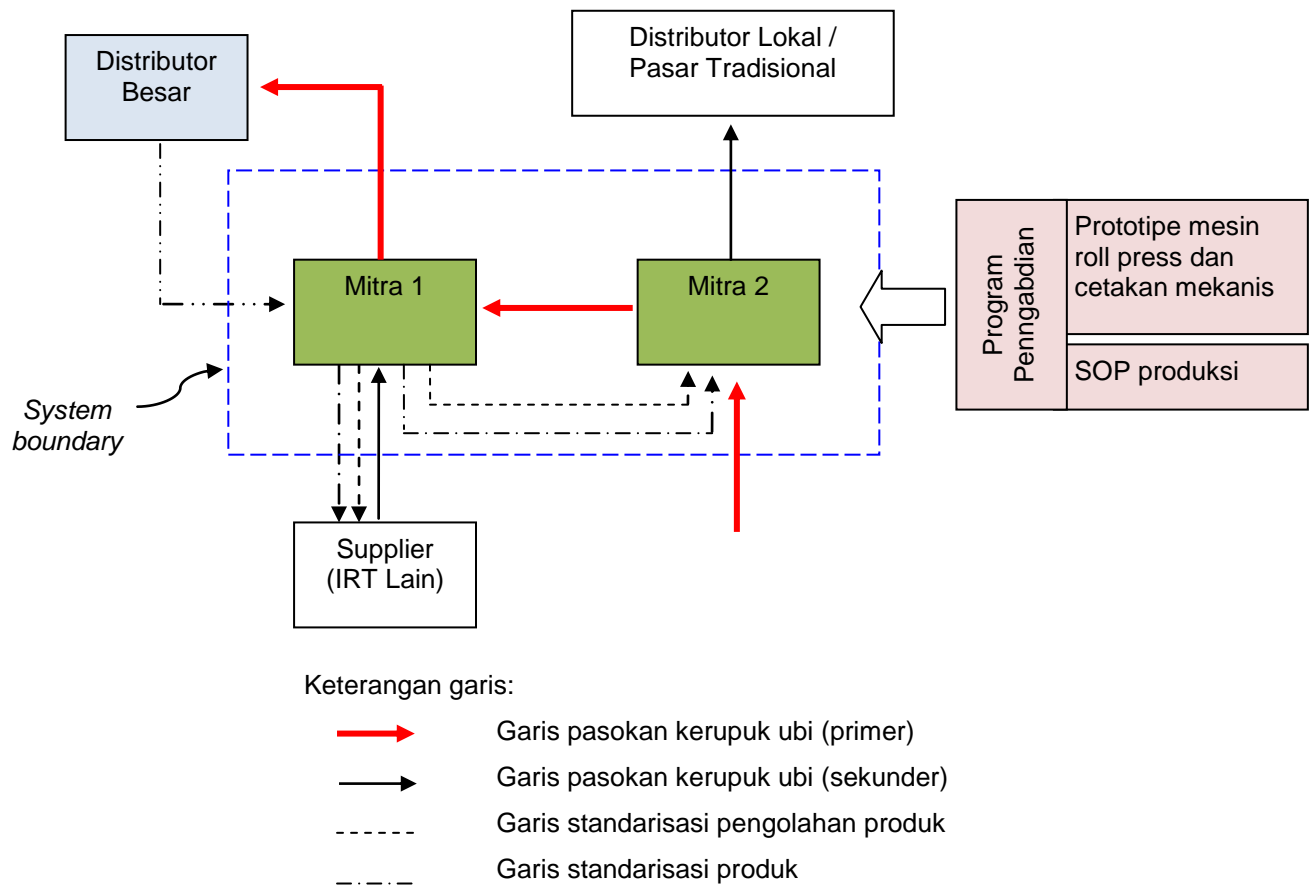 Distributor
Besar
Distributor Lokal /
Pasar Tradisional
Mitra 1
Mitra 2
Program
Penngabdian
Prototipe mesin
roll press dan
cetakan mekanis
SOP produksi
System
boundary
Supplier
(IRT Lain)
Keterangan garis:
Garis pasokan kerupuk ubi (primer)
Garis pasokan kerupuk ubi (sekunder)
Garis standarisasi pengolahan produk
Garis standarisasi produk